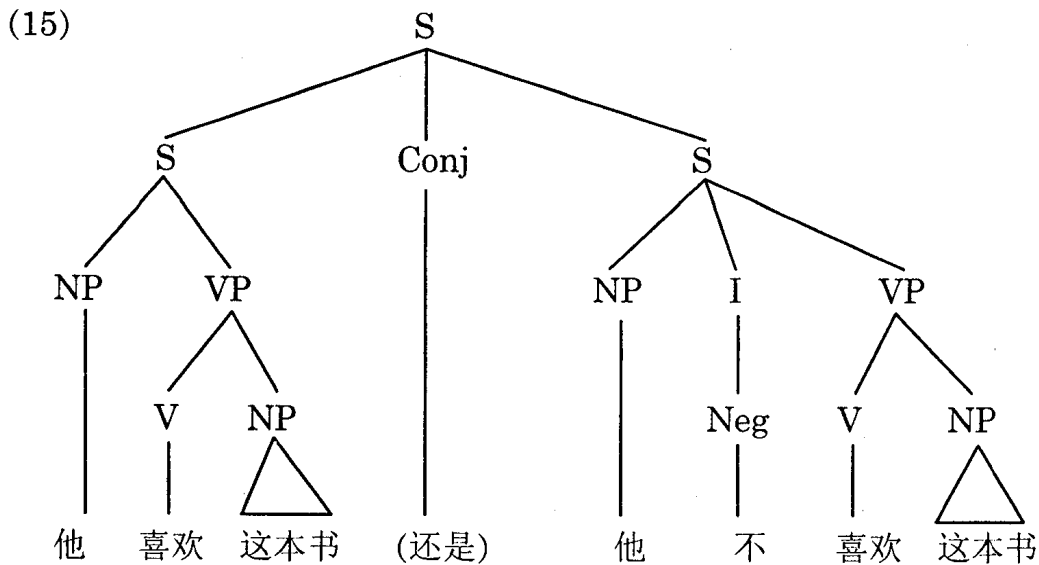 (15) S
S Conj S
NP VP NP I VP
V NP Neg V NP
他 喜欢 这本书 (还是) 他 不 喜欢 这本书